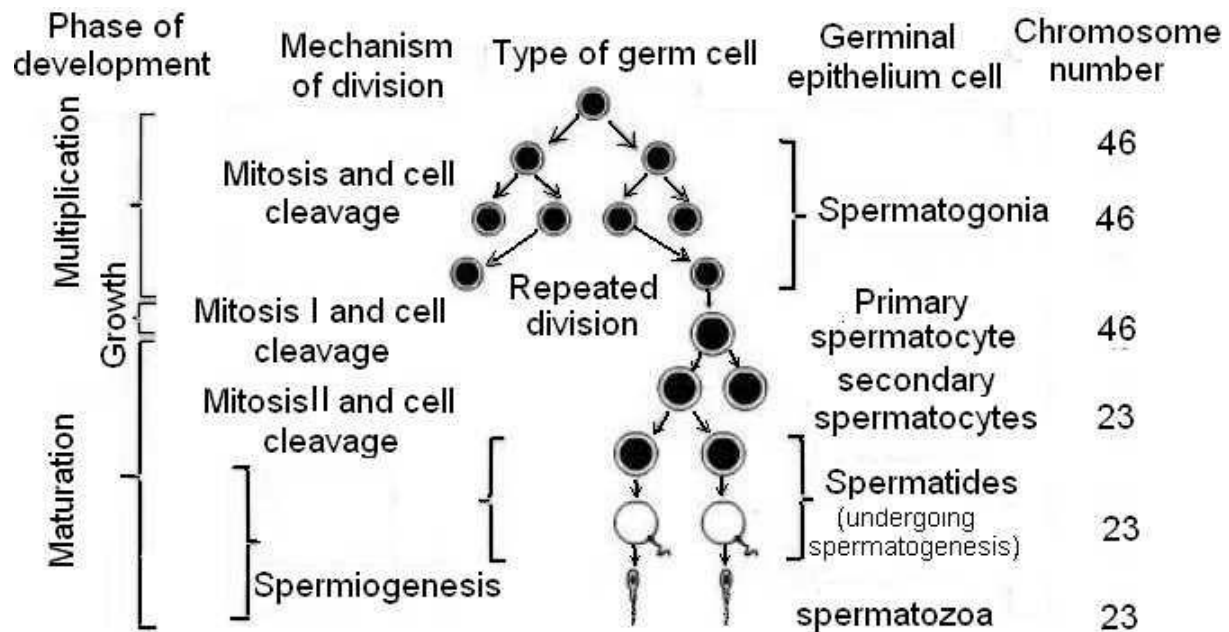 Phase of
development
Mechanism
of division
Type of germ cell
Germinal
epithelium cell
Chromosome
number
Multiplication
Growth
Maturation
Mitosis and cell
cleavage
Mitosis I and cell
cleavage
MitosisII and cell
cleavage
Spermiogenesis
Repeated
division
Spermatogonia
Primary
spermatocyte
secondary
spermatocytes
Spermatides
(undergoing
spermatogenesis)
spermatozoa
46
46
46
23
23
23